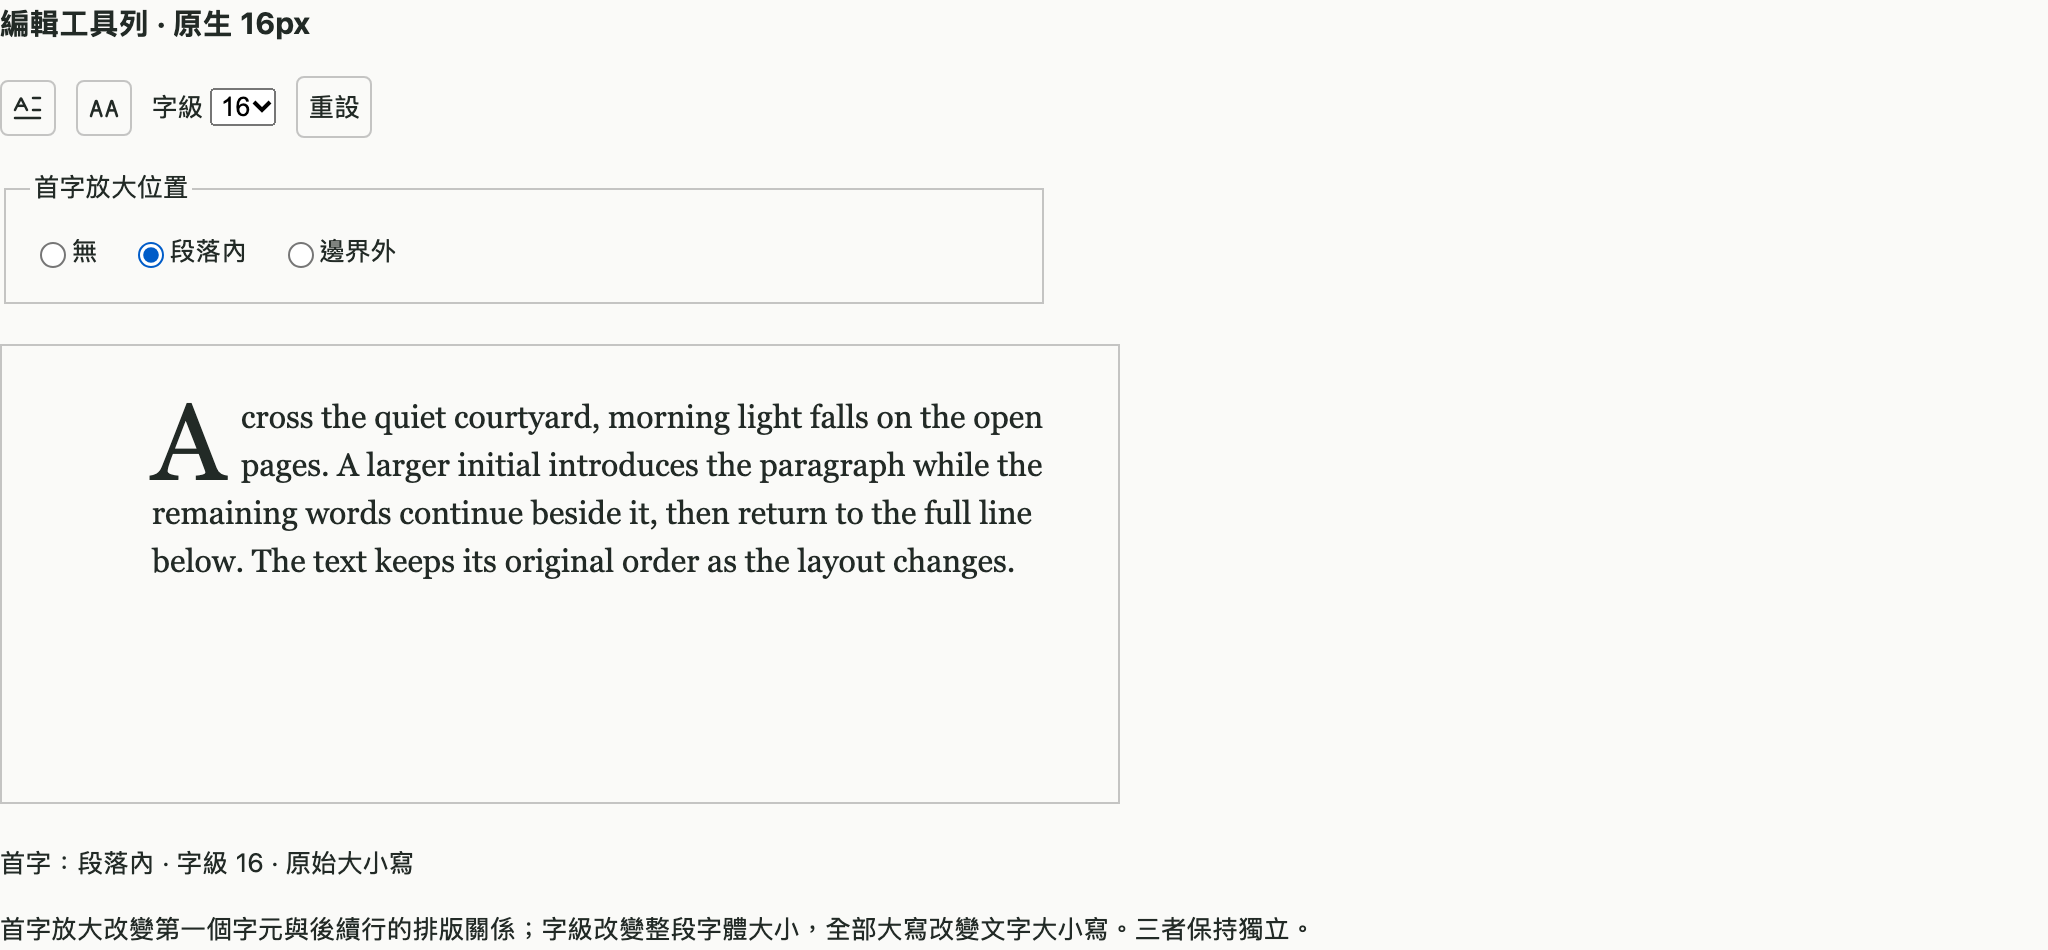 編輯工具列 · 原生 16px
A
AA 字級 16 重設
首字放大位置
無 段落內 邊界外
Across the quiet courtyard, morning light falls on the open
pages. A larger initial introduces the paragraph while the
remaining words continue beside it, then return to the full line
below. The text keeps its original order as the layout changes.
首字：段落內 · 字級 16 · 原始大小寫
首字放大改變第一個字元與後續行的排版關係；字級改變整段字體大小，全部大寫改變文字大小寫。三者保持獨立。